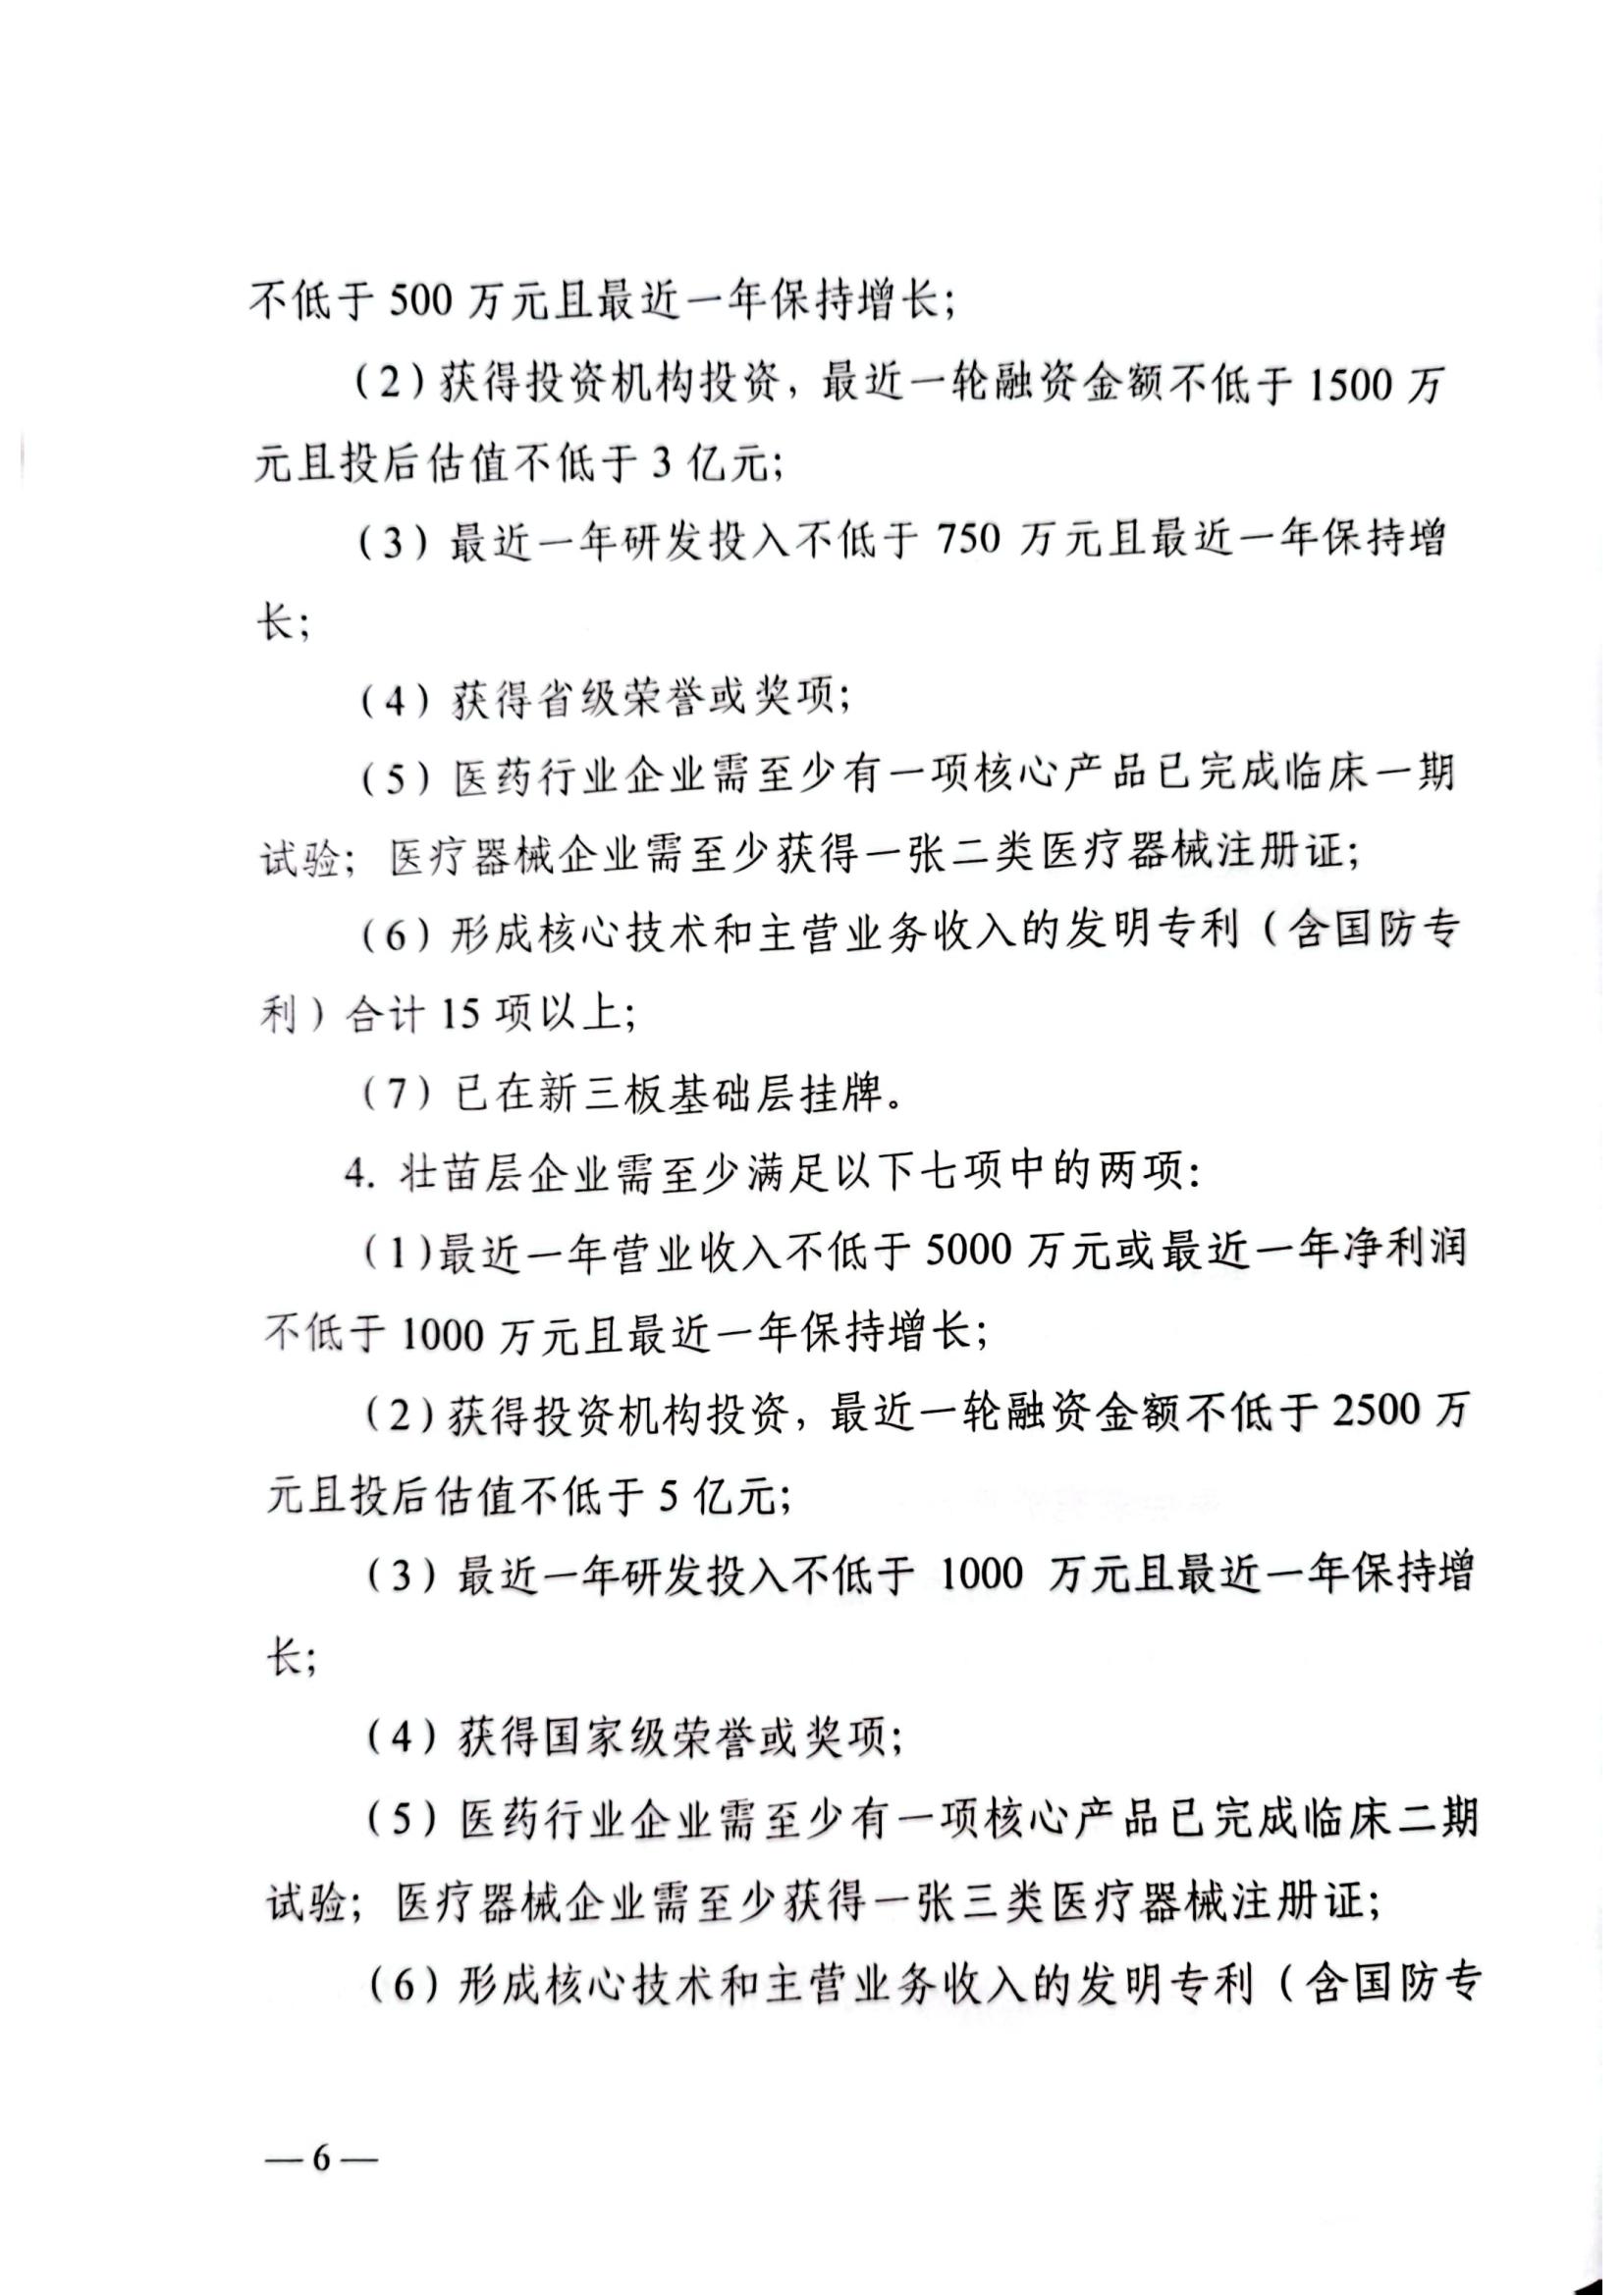 不低于 500 万元且最近一年保持增长；
（2）获得投资机构投资，最近一轮融资金额不低于 1500 万
元且投后估值不低于 3 亿元；
（3）最近一年研发投入不低于 750 万元且最近一年保持增
长；
（4）获得省级荣誉或奖项；
（5）医药行业企业需至少有一项核心产品已完成临床一期
试验；医疗器械企业需至少获得一张二类医疗器械注册证；
（6）形成核心技术和主营业务收入的发明专利（含国防专
利）合计 15 项以上；
（7）已在新三板基础层挂牌。
4. 壮苗层企业需至少满足以下七项中的两项：
（1）最近一年营业收入不低于 5000 万元或最近一年净利润
不低于 1000 万元且最近一年保持增长；
（2）获得投资机构投资，最近一轮融资金额不低于 2500 万
元且投后估值不低于 5 亿元；
（3）最近一年研发投入不低于 1000 万元且最近一年保持增
长；
（4）获得国家级荣誉或奖项；
（5）医药行业企业需至少有一项核心产品已完成临床二期
试验；医疗器械企业需至少获得一张三类医疗器械注册证；
（6）形成核心技术和主营业务收入的发明专利（含国防专
— 6 —